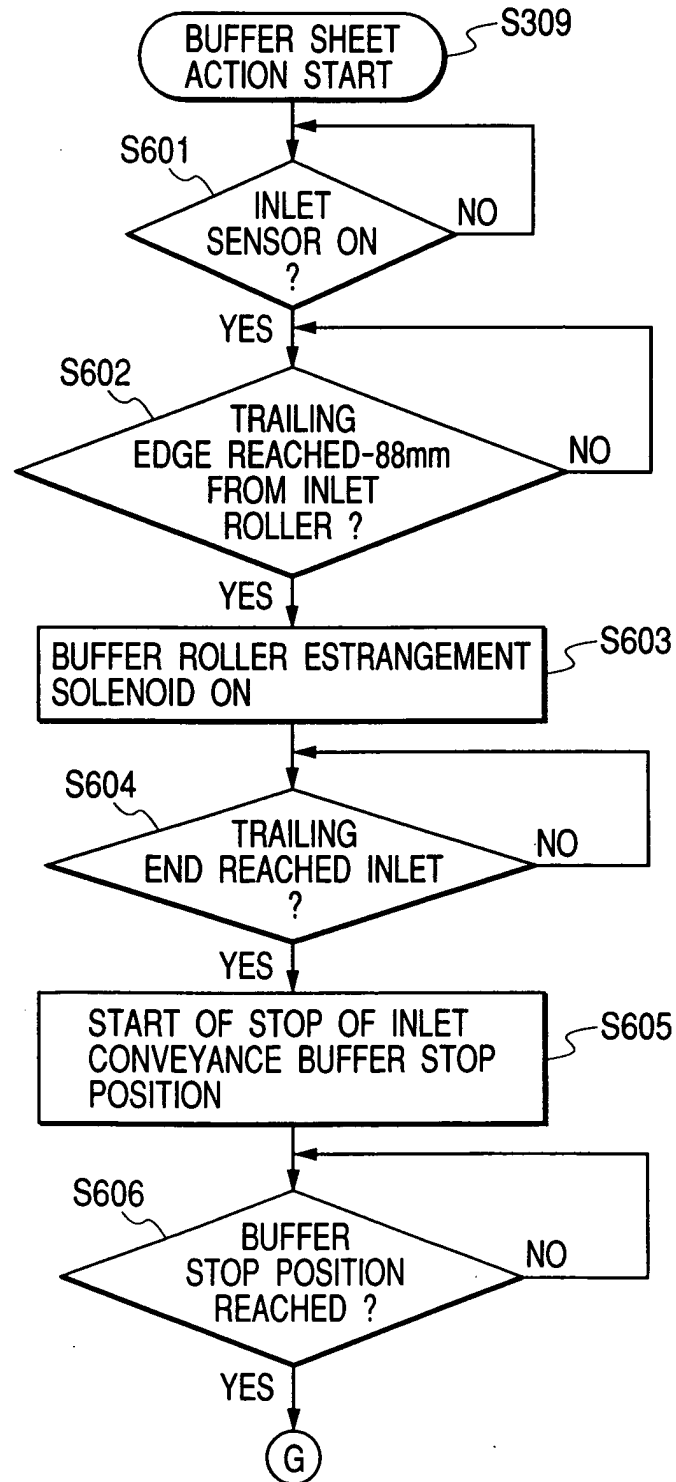 BUFFER SHEET
ACTION START
S309
S601
INLET
SENSOR ON
?
NO
YES
S602
TRAILING
EDGE REACHED-88mm
FROM INLET
ROLLER ?
NO
YES
BUFFER ROLLER ESTRANGEMENT
SOLENOID ON
S603
S604
TRAILING
END REACHED INLET
?
NO
YES
START OF STOP OF INLET
CONVEYANCE BUFFER STOP
POSITION
S605
S606
BUFFER
STOP POSITION
REACHED ?
NO
YES
G